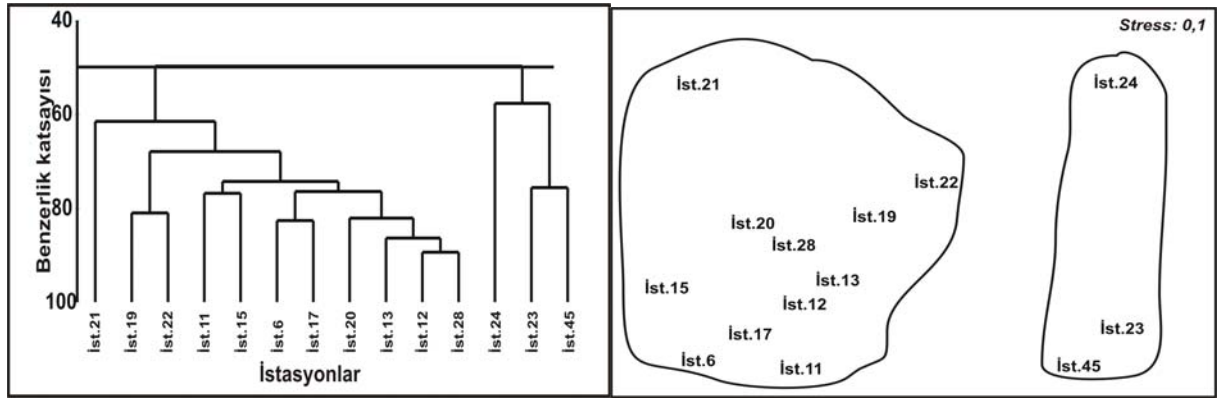 40
60
80
100
Benzerlik katsayısı
İst.21
İst.19
İst.22
İst.11
İst.15
İst.6
İst.17
İst.20
İst.13
İst.12
İst.28
İst.24
İst.23
İst.45
İstasyonlar
Stress: 0,1
İst.21
İst.24
İst.22
İst.20
İst.19
İst.28
İst.15
İst.13
İst.12
İst.17
İst.23
İst.6
İst.11
İst.45